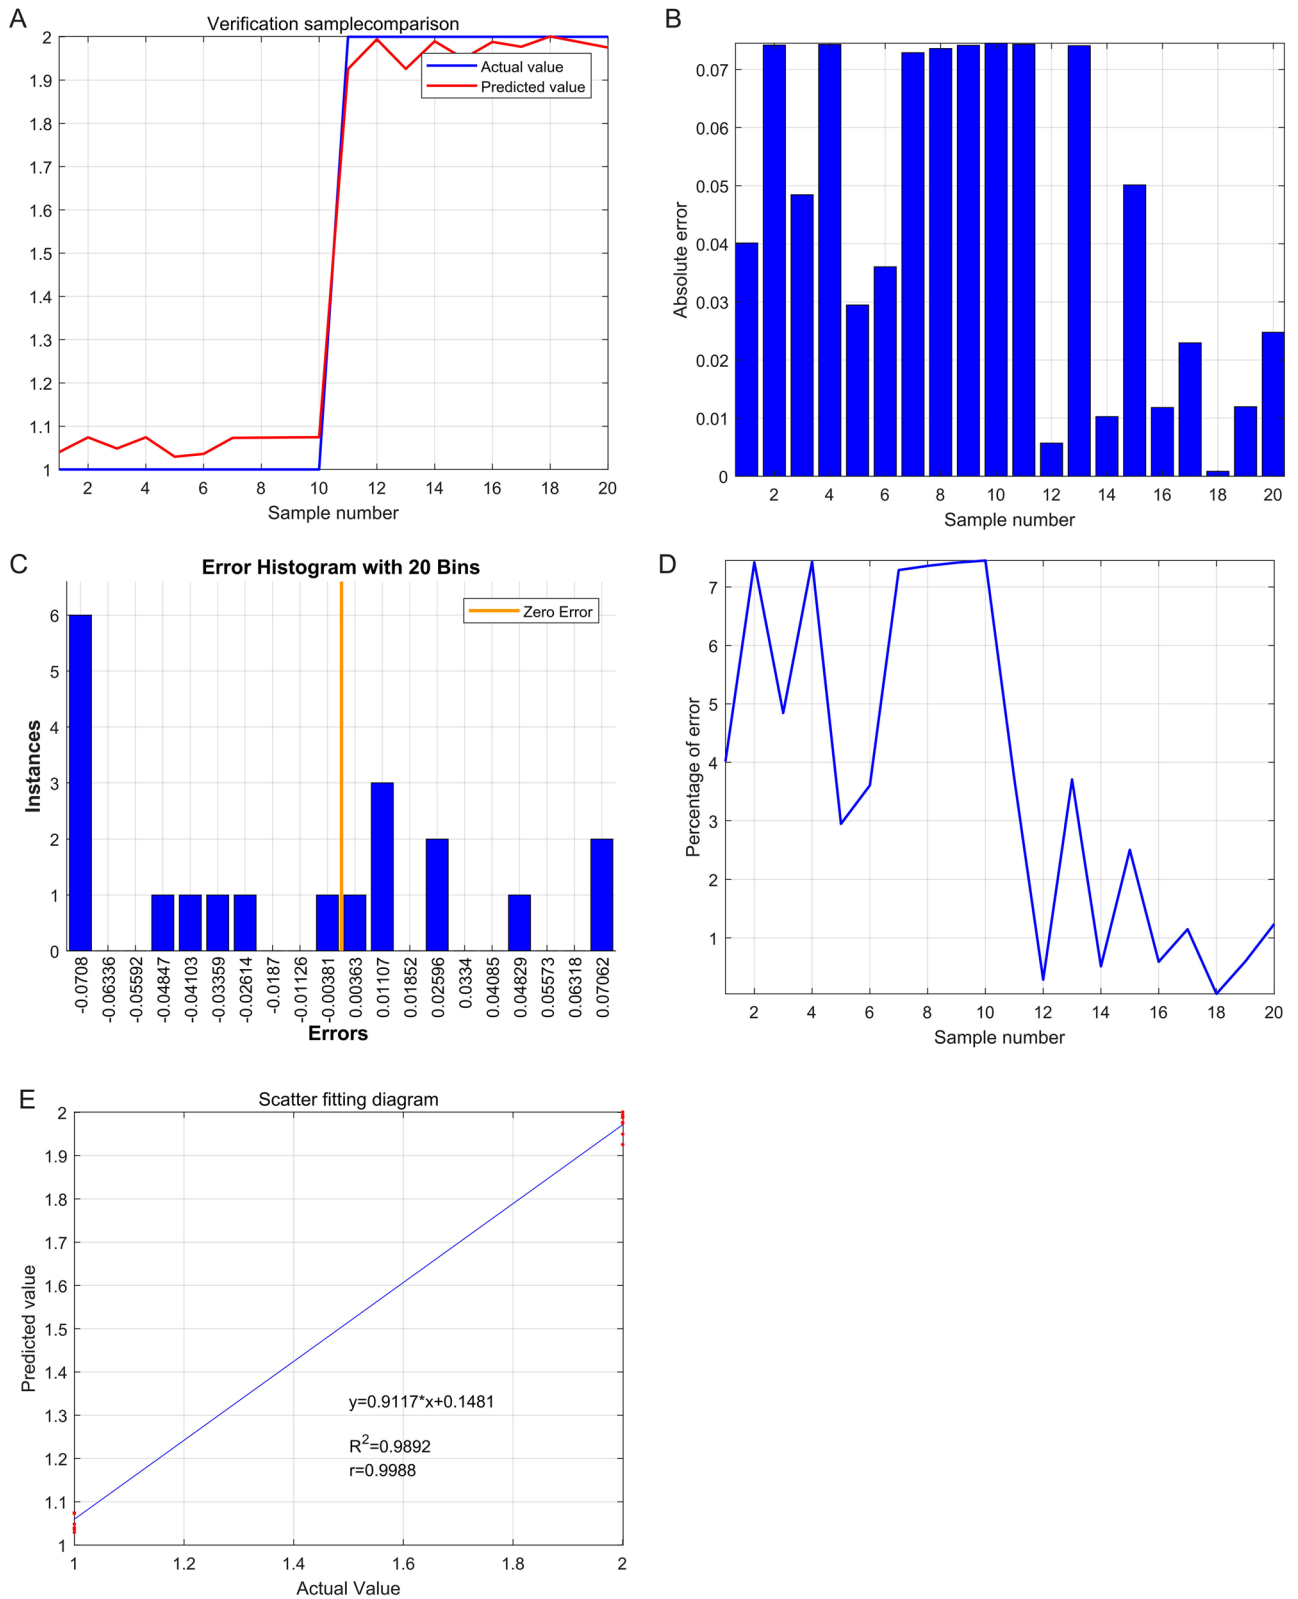 A
Verification samplecomparison
2
1.9
1.8
1.7
1.6
1.5
1.4
1.3
1.2
1.1
1
Actual value
Predicted value
2 4 6 8 10 12 14 16 18 20
Sample number
B
0.07
0.06
0.05
0.04
0.03
0.02
0.01
0
Absolute error
2 4 6 8 10 12 14 16 18 20
Sample number
C
Error Histogram with 20 Bins
6
5
4
3
2
1
0
Instances
Zero Error
-0.0708
-0.06336
-0.05592
-0.04847
-0.04103
-0.03359
-0.02614
-0.0187
-0.01126
-0.00381
0.00363
0.01107
0.01852
0.02596
0.0334
0.04085
0.04829
0.05573
0.06318
0.07062
Errors
D
7
6
5
4
3
2
1
Percentage of error
2 4 6 8 10 12 14 16 18 20
Sample number
E
Scatter fitting diagram
2
1.9
1.8
1.7
1.6
1.5
1.4
1.3
1.2
1.1
1
Predicted value
y=0.9117*x+0.1481
R2=0.9892
r=0.9988
1 1.2 1.4 1.6 1.8 2
Actual Value